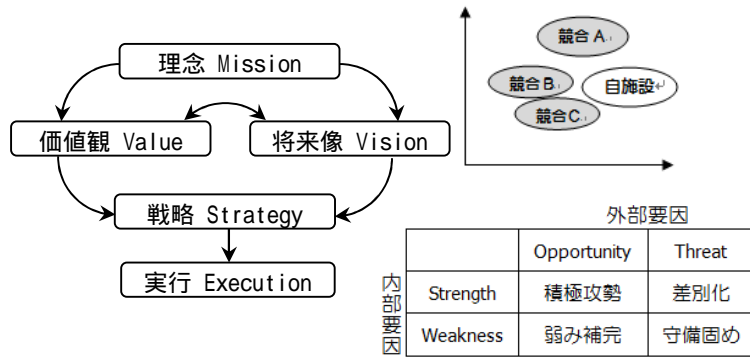 理念 Mission
価値観 Value
将来像 Vision
戦略 Strategy
実行 Execution
競合 A
競合B
自施設
競合C
外部要因
内部要因
Opportunity Threat
Strength 積極攻勢 差別化
Weakness 弱み補完 守備固め